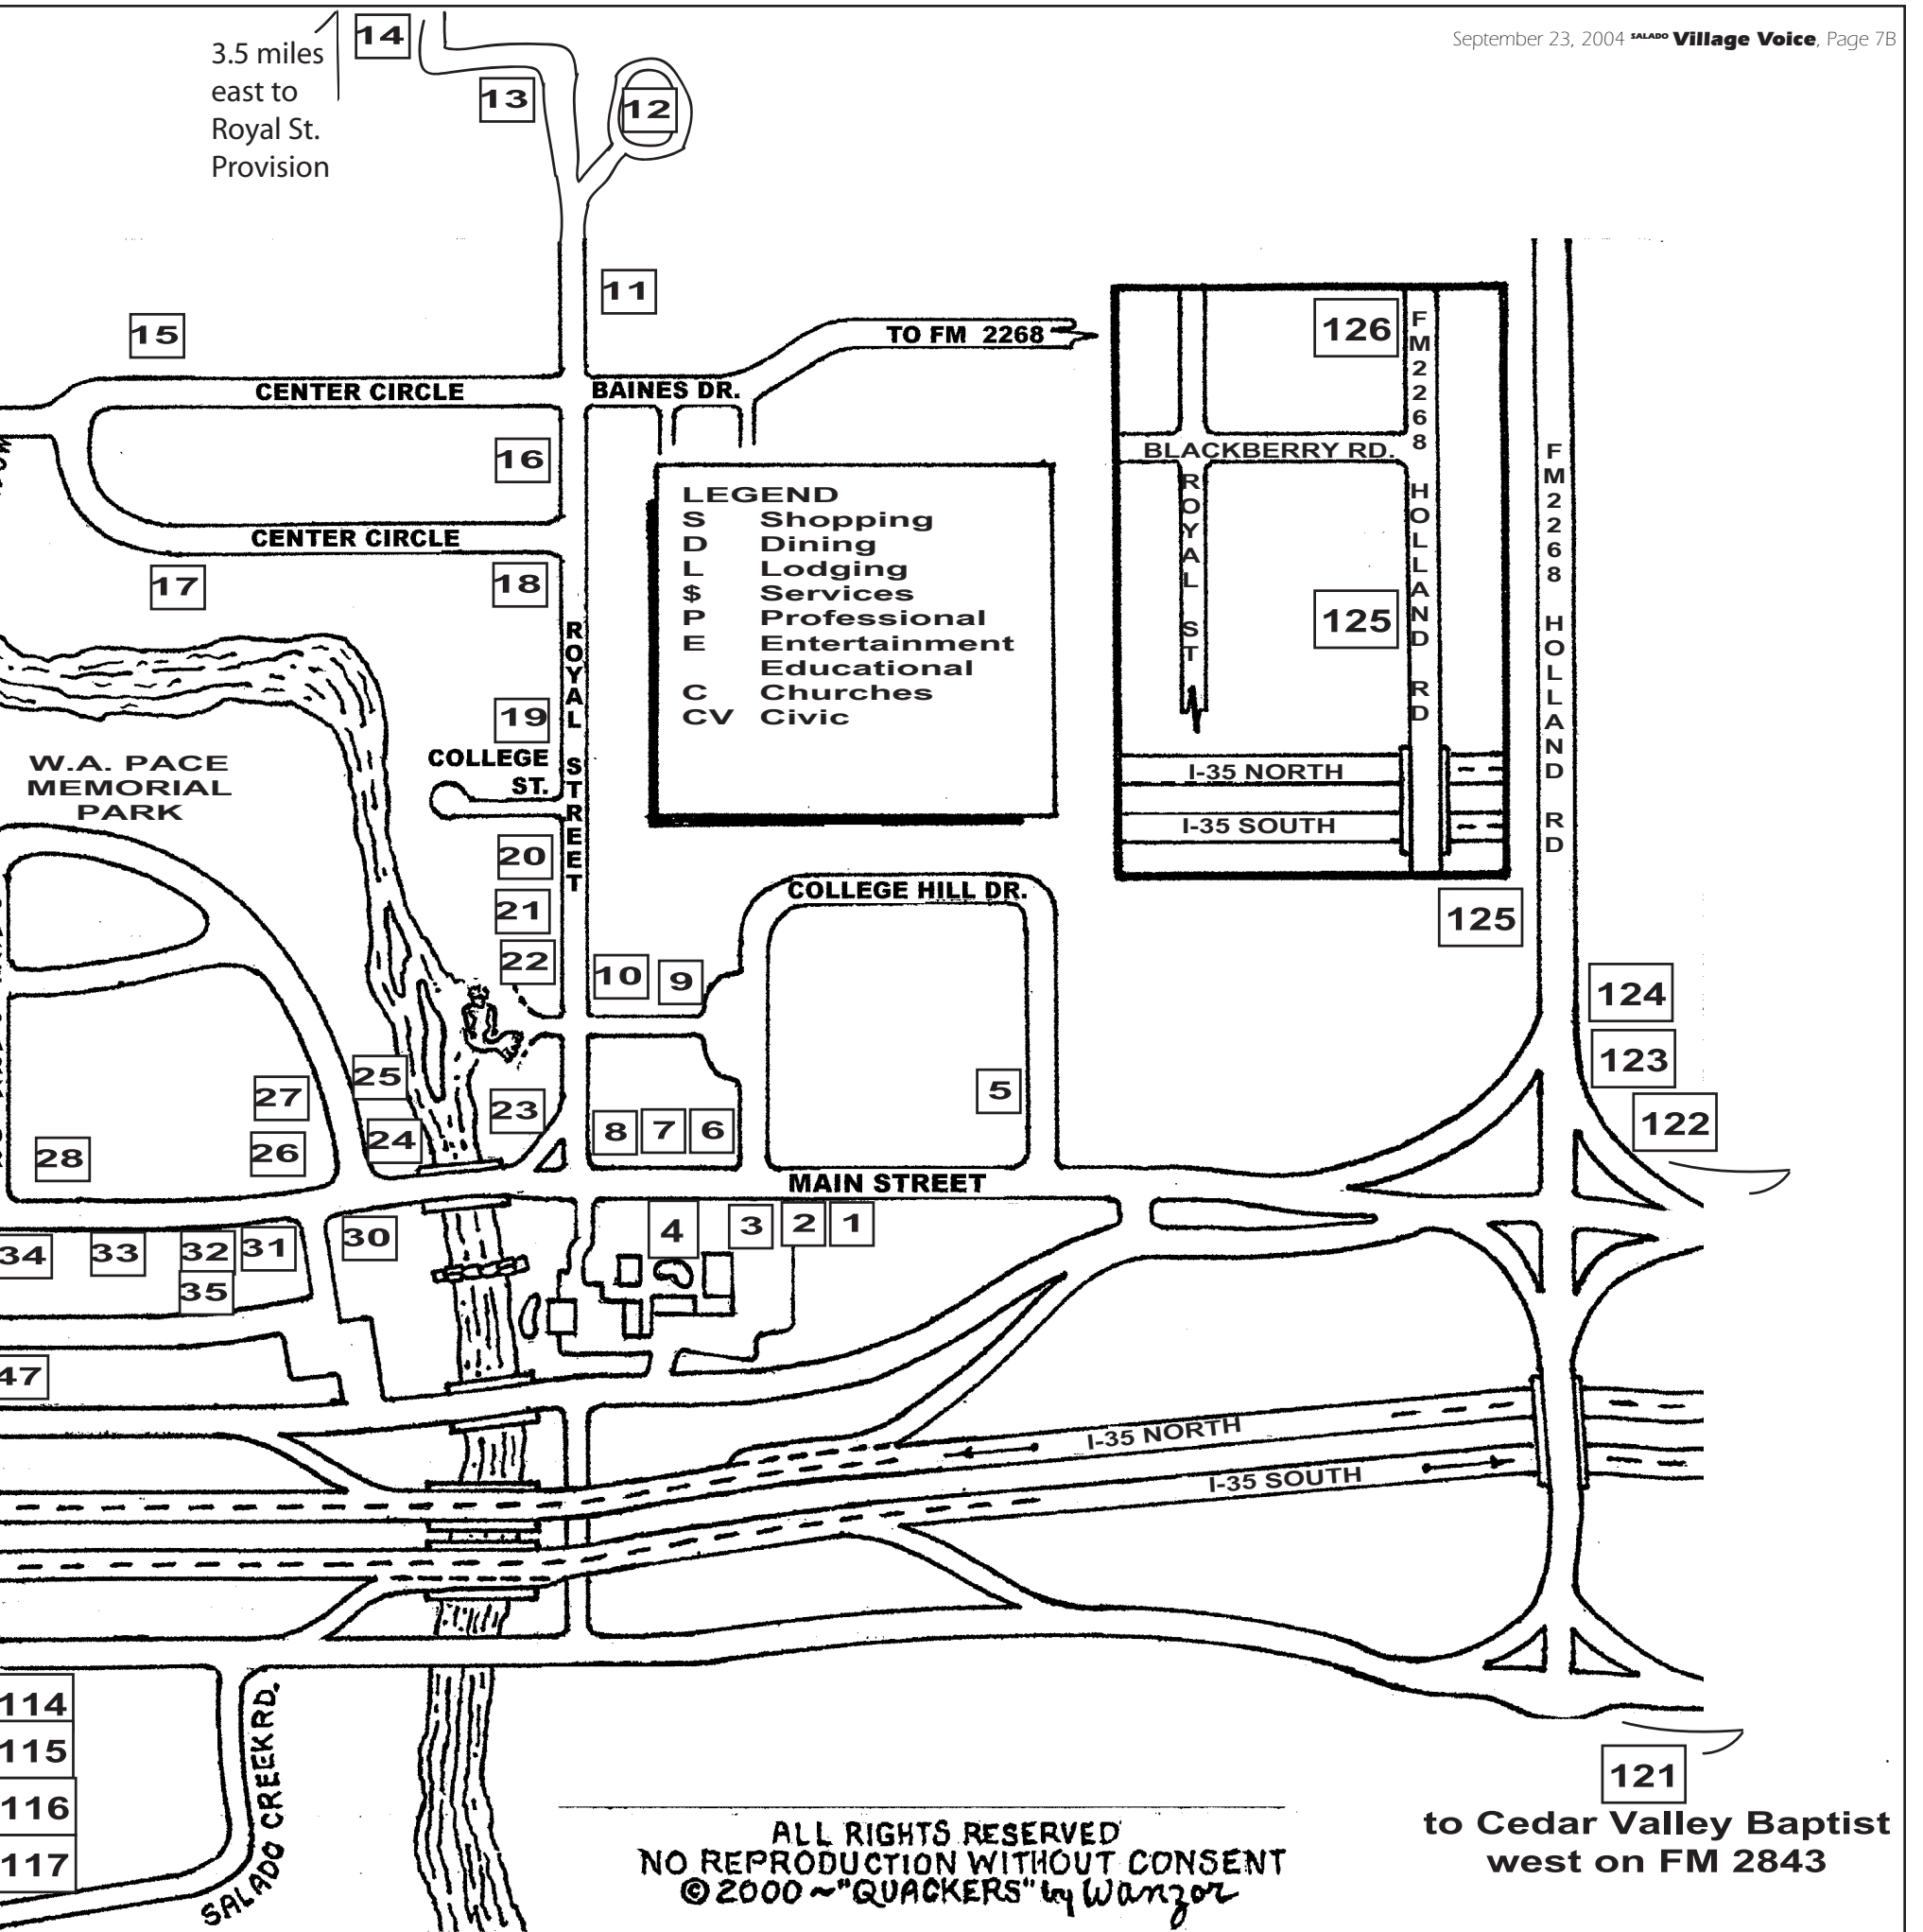 September 23, 2004 SALADO Village Voice, Page 7B
3.5 miles
east to
Royal St.
Provision
14
13
12
11
15
CENTER CIRCLE
BAINES DR.
TO FM 2268
16
CENTER CIRCLE
17
18
ROYAL STREET
19
COLLEGE
ST.
LEGEND
S Shopping
D Dining
L Lodging
$ Services
P Professional
E Entertainment
Educational
C Churches
CV Civic
126
FM2268 HOLLAND RD
BLACKBERRY RD.
ROYAL ST
125
I-35 NORTH
I-35 SOUTH
FM2268 HOLLAND RD
W.A. PACE
MEMORIAL
PARK
20
21
22
10
9
COLLEGE HILL DR.
125
124
123
122
25
27
24
26
28
23
8
7
6
5
MAIN STREET
34
33
32
31
35
30
4
3
2
1
47
I-35 NORTH
I-35 SOUTH
114
115
116
117
SALADO CREEK RD.
121
to Cedar Valley Baptist
west on FM 2843
ALL RIGHTS RESERVED
NO REPRODUCTION WITHOUT CONSENT
©2000 ~ "QUACKERS" by Wanzor